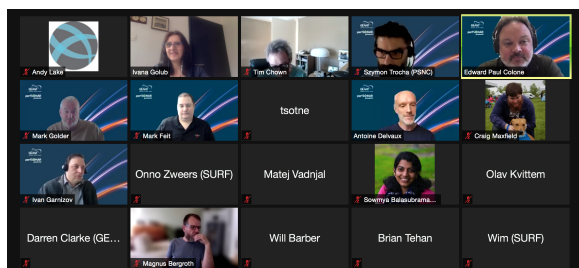 Andy Lake
Ivana Golub
Tim Chown
Szymon Trocha (PSNC)
Edward Paul Colone
Mark Golder
Mark Feit
tsotne
Antoine Delvaux
Craig Maxfield
Ivan Garnizov
Onno Zweers (SURF)
Matej Vadnjal
Sowmya Balasubrama...
Olav Kvittem
Darren Clarke (GE...
Magnus Bergroth
Will Barber
Brian Tehan
Wim (SURF)